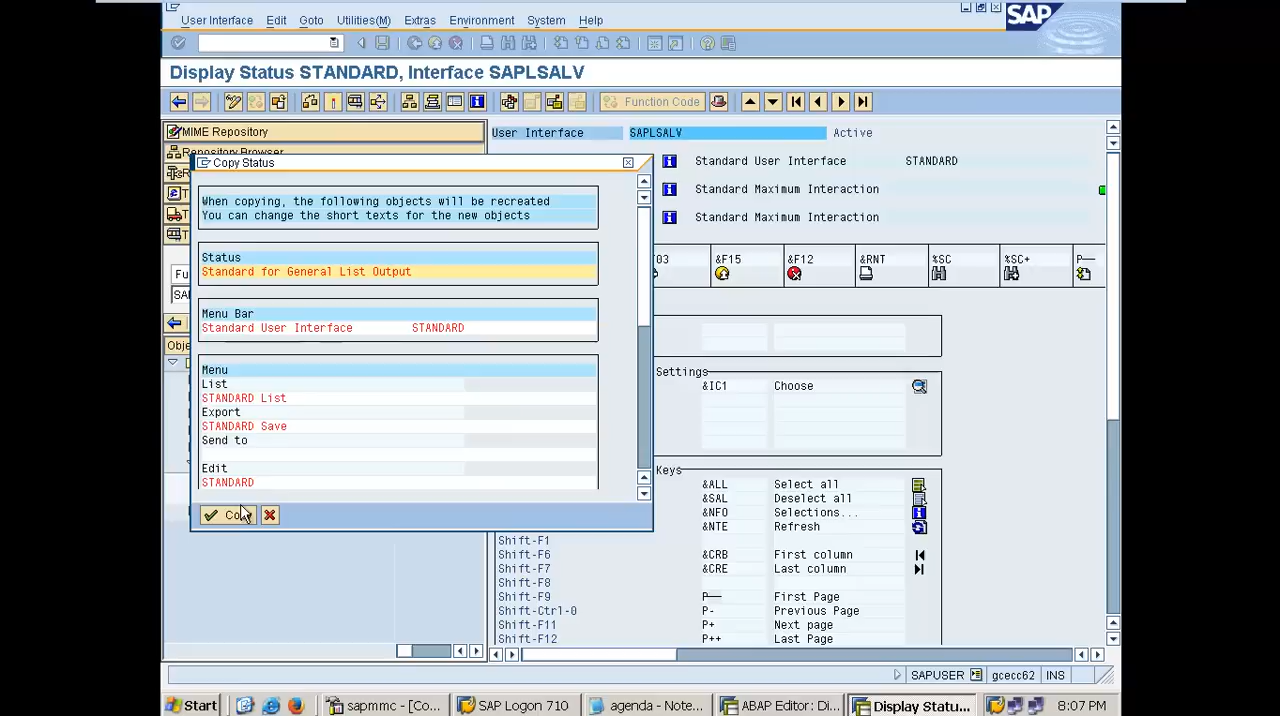 User Interface Edit Goto Utilities(M) Extras Environment System Help
SAP
Display Status STANDARD, Interface SAPLSALV
Function Code
MIME Repository
Repository Browser
User Interface SAPLSALV Active
Standard User Interface STANDARD
Standard Maximum Interaction
Standard Maximum Interaction
03 &F15 &F12 &RNT %SC %SC+ P—
Copy Status
When copying, the following objects will be recreated
You can change the short texts for the new objects
Status
Standard for General List Output
Menu Bar
Standard User Interface STANDARD
Menu
List
STANDARD List
Export
STANDARD Save
Send to
Edit
STANDARD
Fu
SA
Obje
Settings
&IC1 Choose
Keys
&ALL Select all
&SAL Deselect all
&NFO Selections...
&NTE Refresh
Shift-F1
Shift-F6 &CRB First column
Shift-F7 &CRE Last column
Shift-F8
Shift-F9 P— First Page
Shift-Ctrl-0 P- Previous Page
Shift-F11 P+ Next page
Shift-F12 P++ Last Page
SAPUSER gcecc62 INS
Start sapmmc - [Co... SAP Logon 710 agenda - Note... ABAP Editor: Di... Display Statu... 8:07 PM